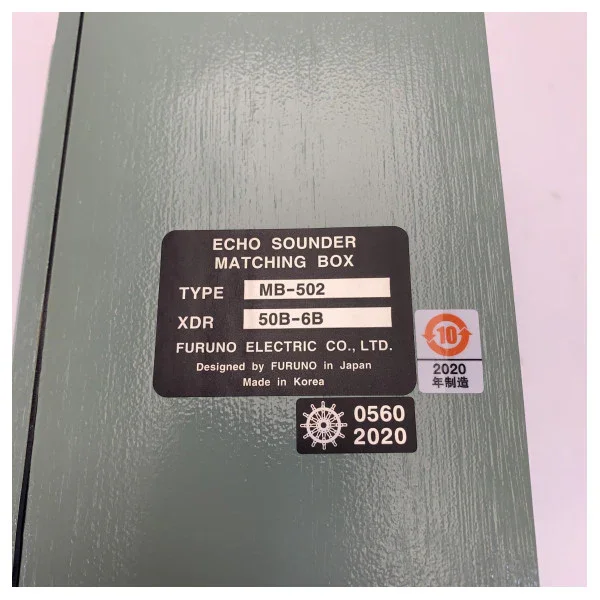 ECHO SOUNDER
MATCHING BOX
TYPE MB-502
XDR 50B-6B
FURUNO ELECTRIC CO., LTD.
Designed by FURUNO in Japan
Made in Korea
10
2020
年制造
0560
2020